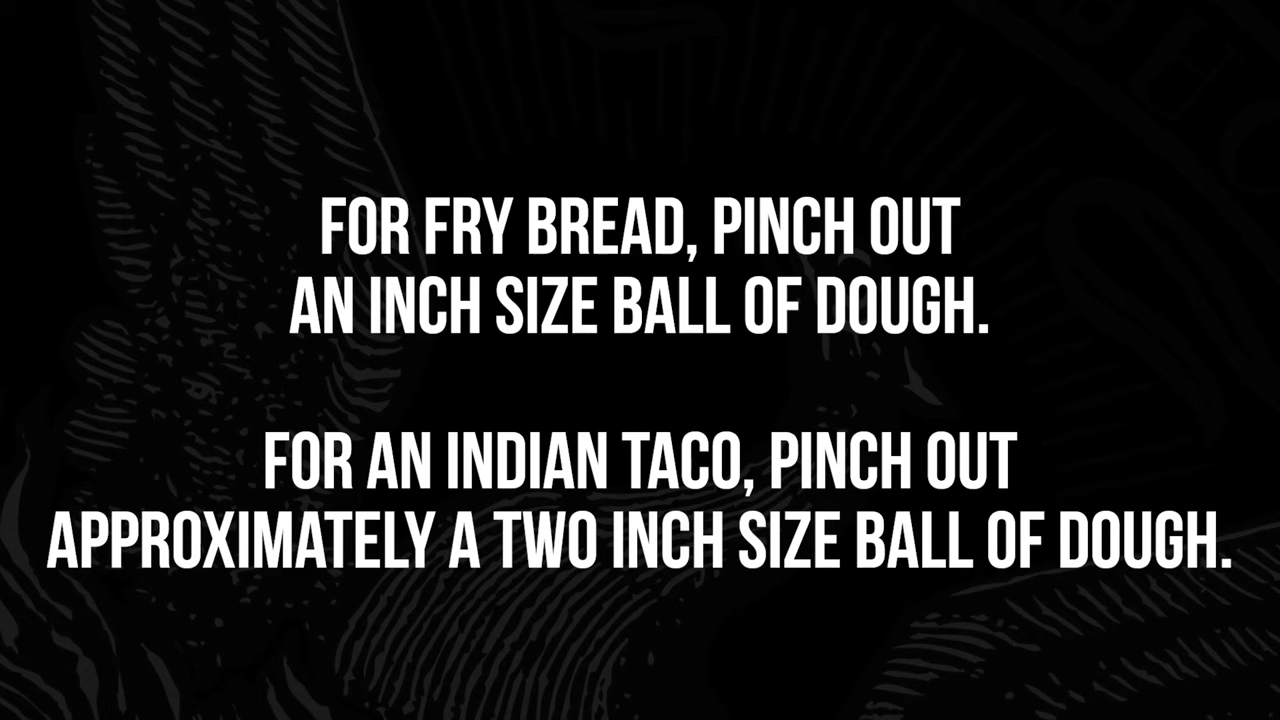 FOR FRY BREAD, PINCH OUT
AN INCH SIZE BALL OF DOUGH.
FOR AN INDIAN TACO, PINCH OUT
APPROXIMATELY A TWO INCH SIZE BALL OF DOUGH.